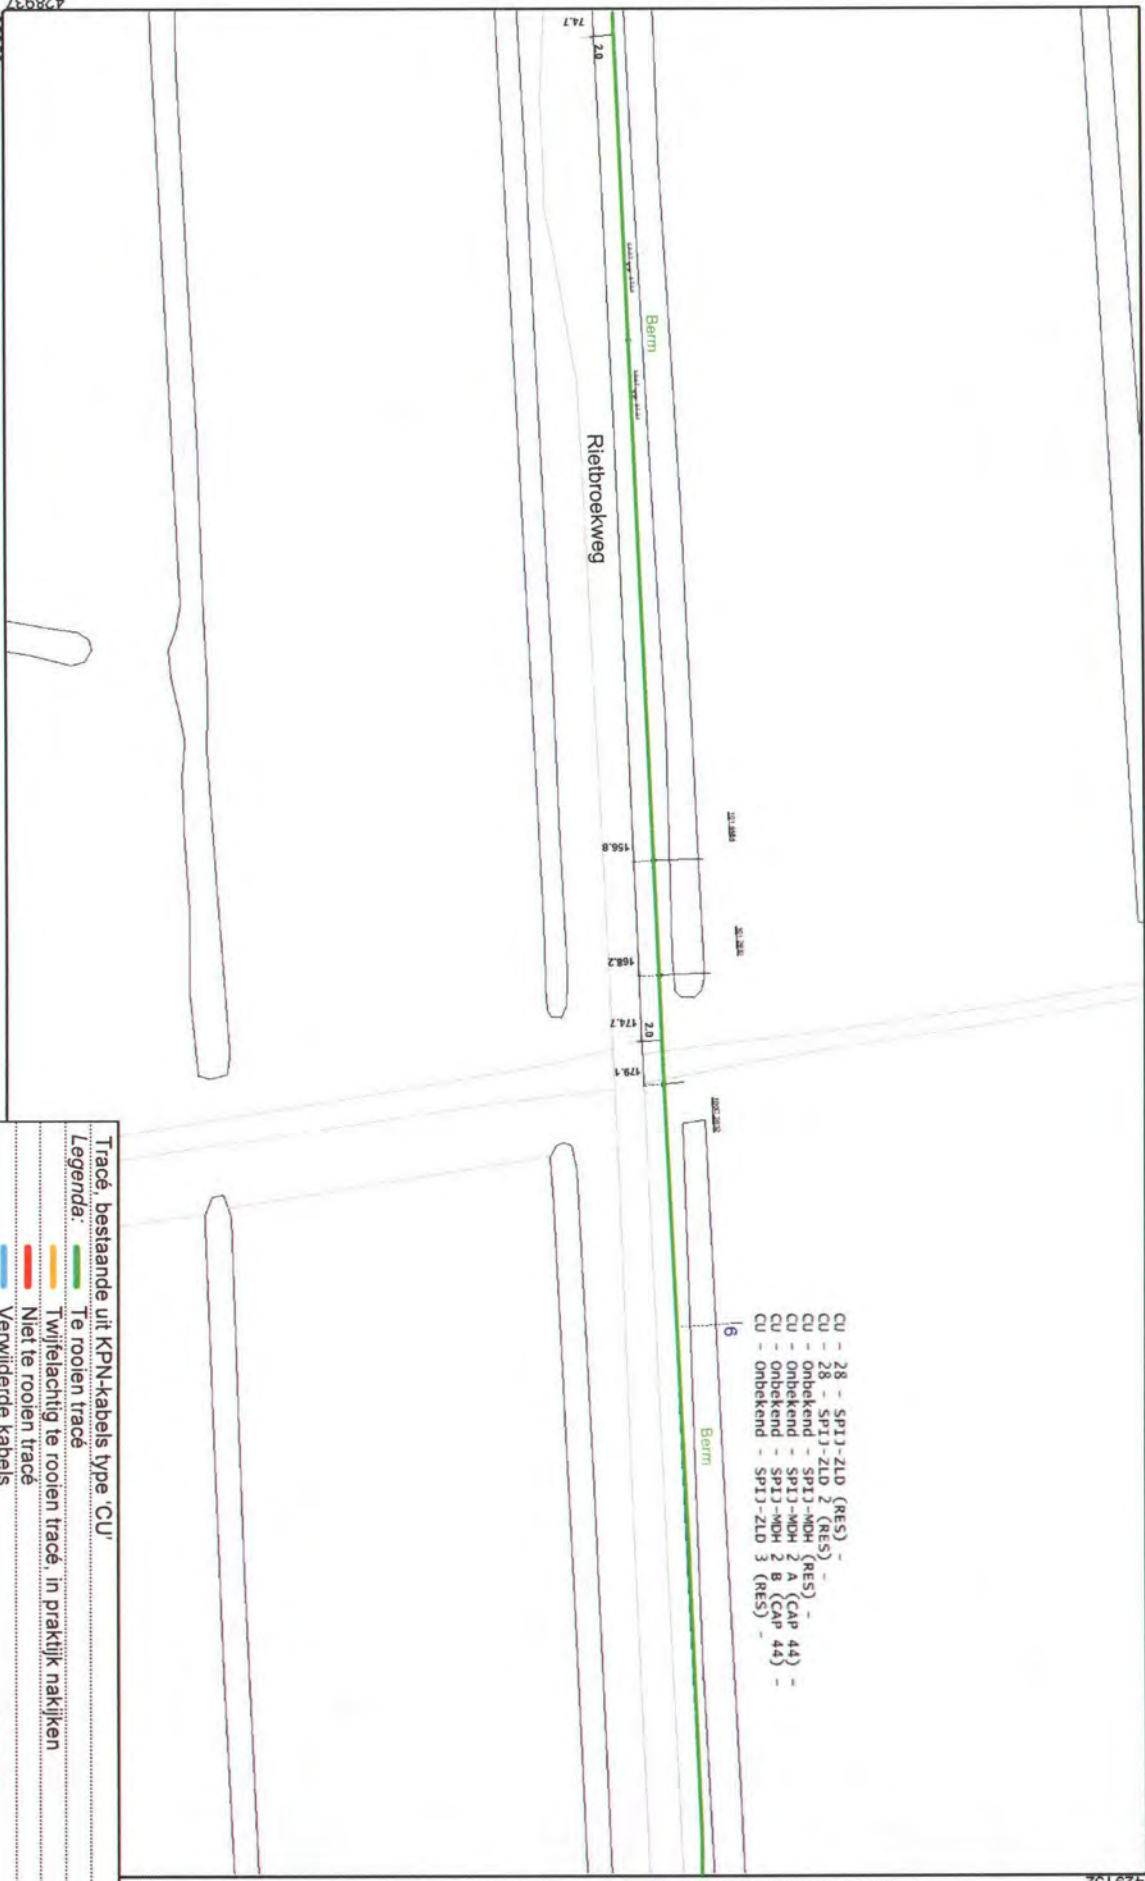 74.7
2.0
Berm
Rietbroekweg
156.8
168.2
174.7
2.0
179.1
6
Berm
CU - 28 - SPIJ-ZLD (RES) -
CU - 28 - SPIJ-ZLD 2 (RES) -
CU - Onbekend - SPIJ-MDH (RES) -
CU - Onbekend - SPIJ-MDH 2 A (CAP 44) -
CU - Onbekend - SPIJ-MDH 2 B (CAP 44) -
CU - Onbekend - SPIJ-ZLD 3 (RES) -
Tracé, bestaande uit KPN-kabels type 'CU'
Legenda:
Te rooien tracé
Twijfelachtig te rooien tracé, in praktijk nakijken
Niet te rooien tracé
Verwijderde kabels